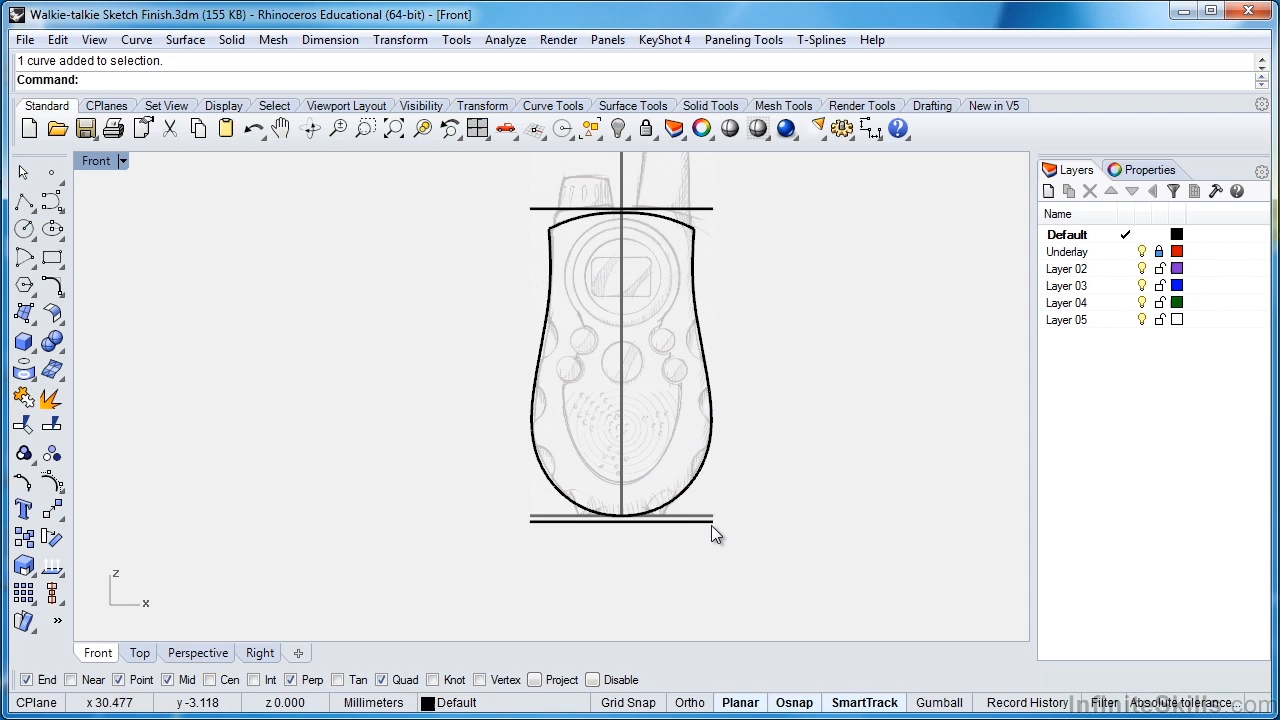 Walkie-talkie Sketch Finish.3dm (155 KB) - Rhinoceros Educational (64-bit) - [Front]
File Edit View Curve Surface Solid Mesh Dimension Transform Tools Analyze Render Panels KeyShot 4 Paneling Tools T-Splines Help
1 curve added to selection.
Command:
Standard CPlanes Set View Display Select Viewport Layout Visibility Transform Curve Tools Surface Tools Solid Tools Mesh Tools Render Tools Drafting New in V5
Front
Layers Properties
Name
Default
Underlay
Layer 02
Layer 03
Layer 04
Layer 05
z
x
Front Top Perspective Right
End Near Point Mid Cen Int Perp Tan Quad Knot Vertex Project Disable
CPlane x 30.477 y -3.118 z 0.000 Millimeters Default Grid Snap Ortho Planar Osnap SmartTrack Gumball Record History Filter Absolute tolerance...
InfiniteSkills.com